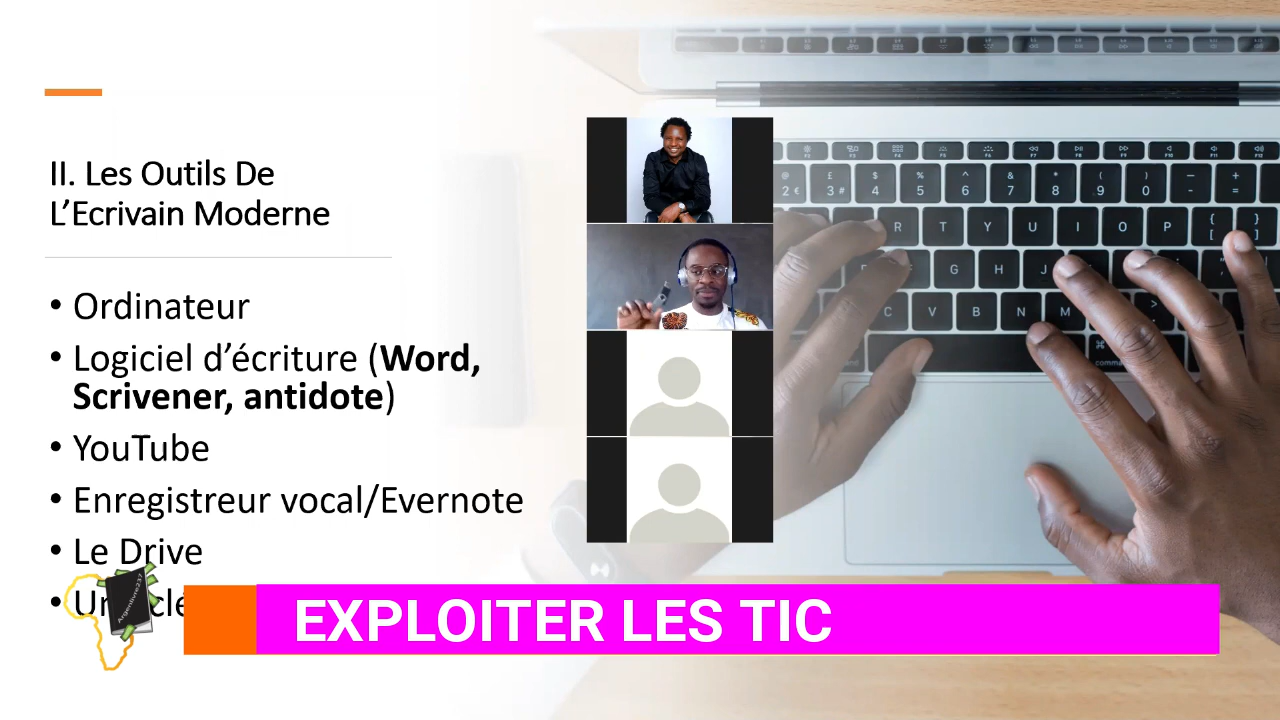 II. Les Outils De
L’Ecrivain Moderne
• Ordinateur
• Logiciel d’écriture (Word,
Scrivener, antidote)
• YouTube
• Enregistreur vocal/Evernote
• Le Drive
Argentlivre237
EXPLOITER LES TIC